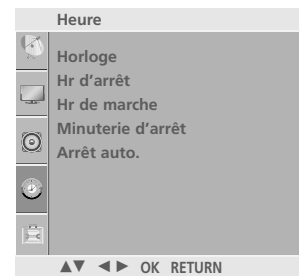 Heure
Horloge
Hr d’arrêt
Hr de marche
Minuterie d’arrêt
Arrêt auto.
▲▼ ◄► OK RETURN